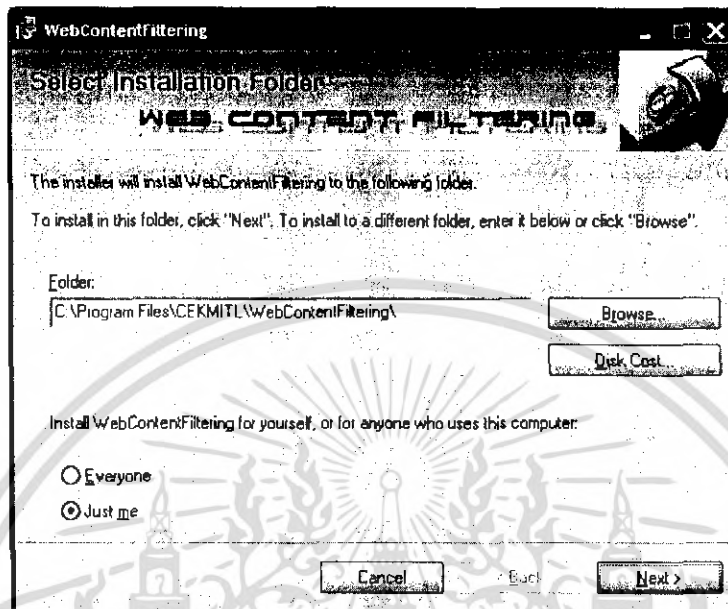 WebContentFiltering
Select Installation Folder
WEB CONTENT FILTERING
The installer will install WebContentFiltering to the following folder.
To install in this folder, click "Next". To install to a different folder, enter it below or click "Browse".
Folder:
C:\Program Files\CEKMITL\WebContentFiltering\
Browse...
Disk Cost...
Install WebContentFiltering for yourself, or for anyone who uses this computer:
Everyone
Just me
Cancel
Back
Next >